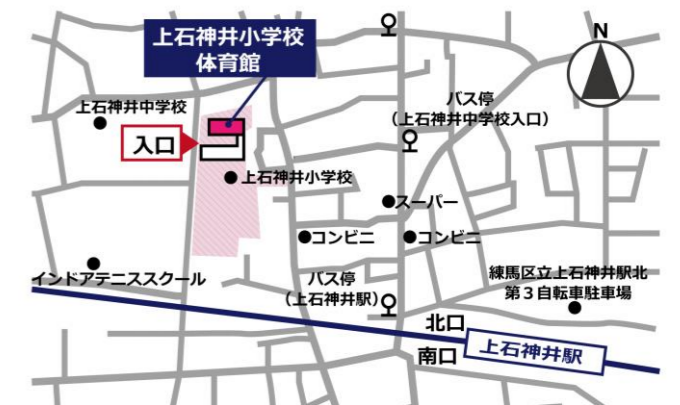 上石神井小学校
体育館
N
上石神井中学校
バス停
(上石神井中学校入口)
入口
上石神井小学校
スーパー
コンビニ
コンビニ
インドアテニススクール
バス停
(上石神井駅)
練馬区立上石神井駅北
第3自転車駐車場
北口
上石神井駅
南口